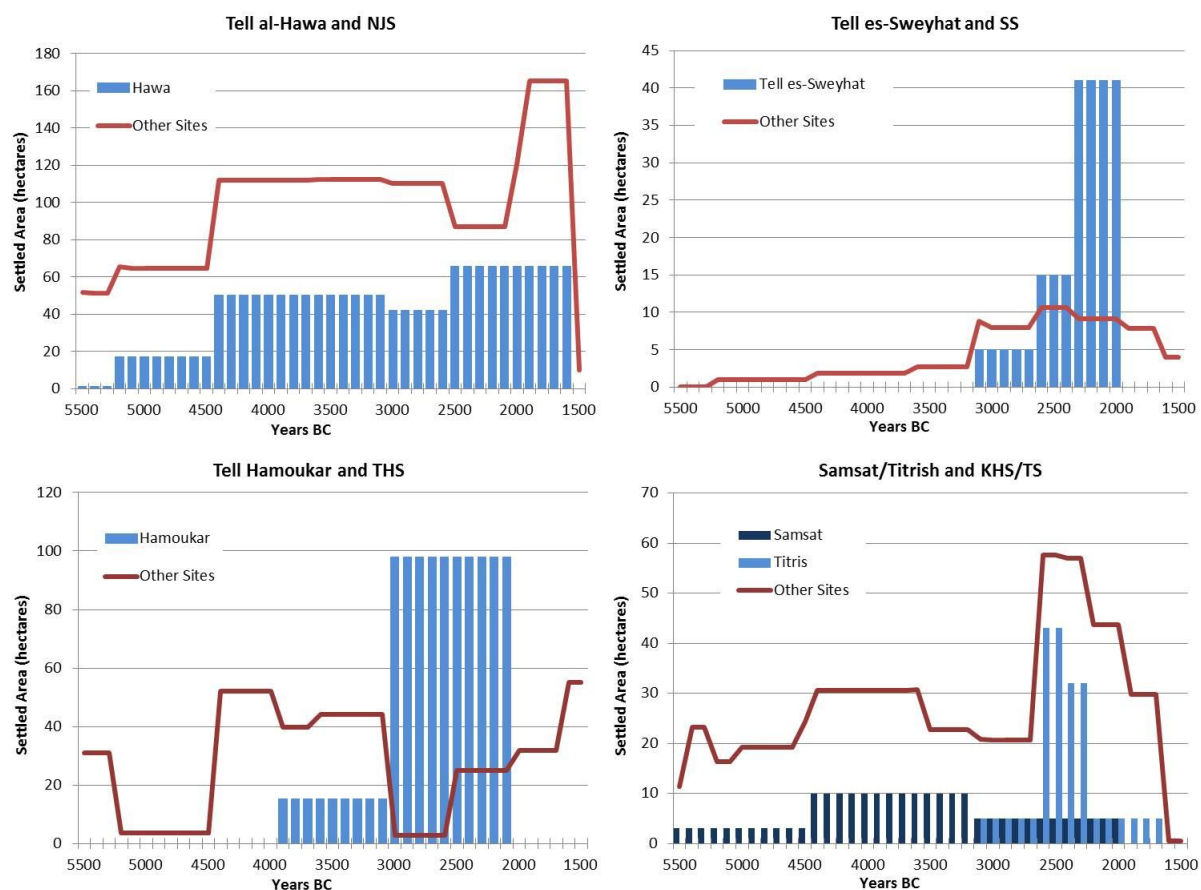 Tell al-Hawa and NJS
180
160
140
120
100
80
60
40
20
0
Settled Area (hectares)
Hawa
Other Sites
5500 5000 4500 4000 3500 3000 2500 2000 1500
Years BC
Tell es-Sweyhat and SS
45
40
35
30
25
20
15
10
5
0
Settled Area (hectares)
Tell es-Sweyhat
Other Sites
5500 5000 4500 4000 3500 3000 2500 2000 1500
Years BC
Tell Hamoukar and THS
120
100
80
60
40
20
0
Settled Area (hectares)
Hamoukar
Other Sites
5500 5000 4500 4000 3500 3000 2500 2000 1500
Years BC
Samsat/Titrish and KHS/TS
70
60
50
40
30
20
10
0
Settled Area (hectares)
Samsat
Titris
Other Sites
5500 5000 4500 4000 3500 3000 2500 2000 1500
Years BC